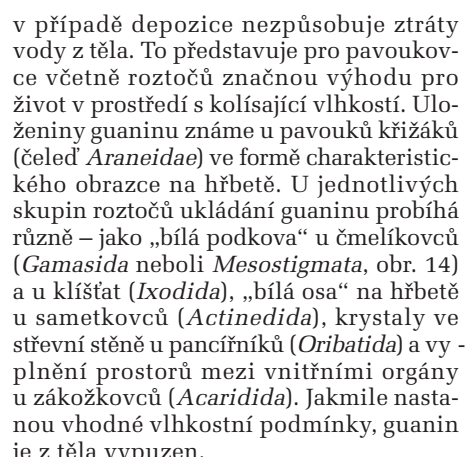 v případě depozice nezpůsobuje ztráty
vody z těla. To představuje pro pavoukov-
ce včetně roztočů značnou výhodu pro
život v prostředí s kolísající vlhkostí. Ulo-
ženiny guaninu známe u pavouků křižáků
(čeleď Araneidae) ve formě charakteristic-
kého obrazce na hřbetě. U jednotlivých
skupin roztočů ukládání guaninu probíhá
různě – jako „bílá podkova“ u čmelíkovců
(Gamasida neboli Mesostigmata, obr. 14)
a u klíšťat (Ixodida), „bílá osa“ na hřbetě
u sametkovců (Actinedida), krystaly ve
střevní stěně u pancířníků (Oribatida) a vy -
plnění prostorů mezi vnitřními orgány
u zákožkovců (Acaridida). Jakmile nasta-
nou vhodné vlhkostní podmínky, guanin
je z těla vypuzen.